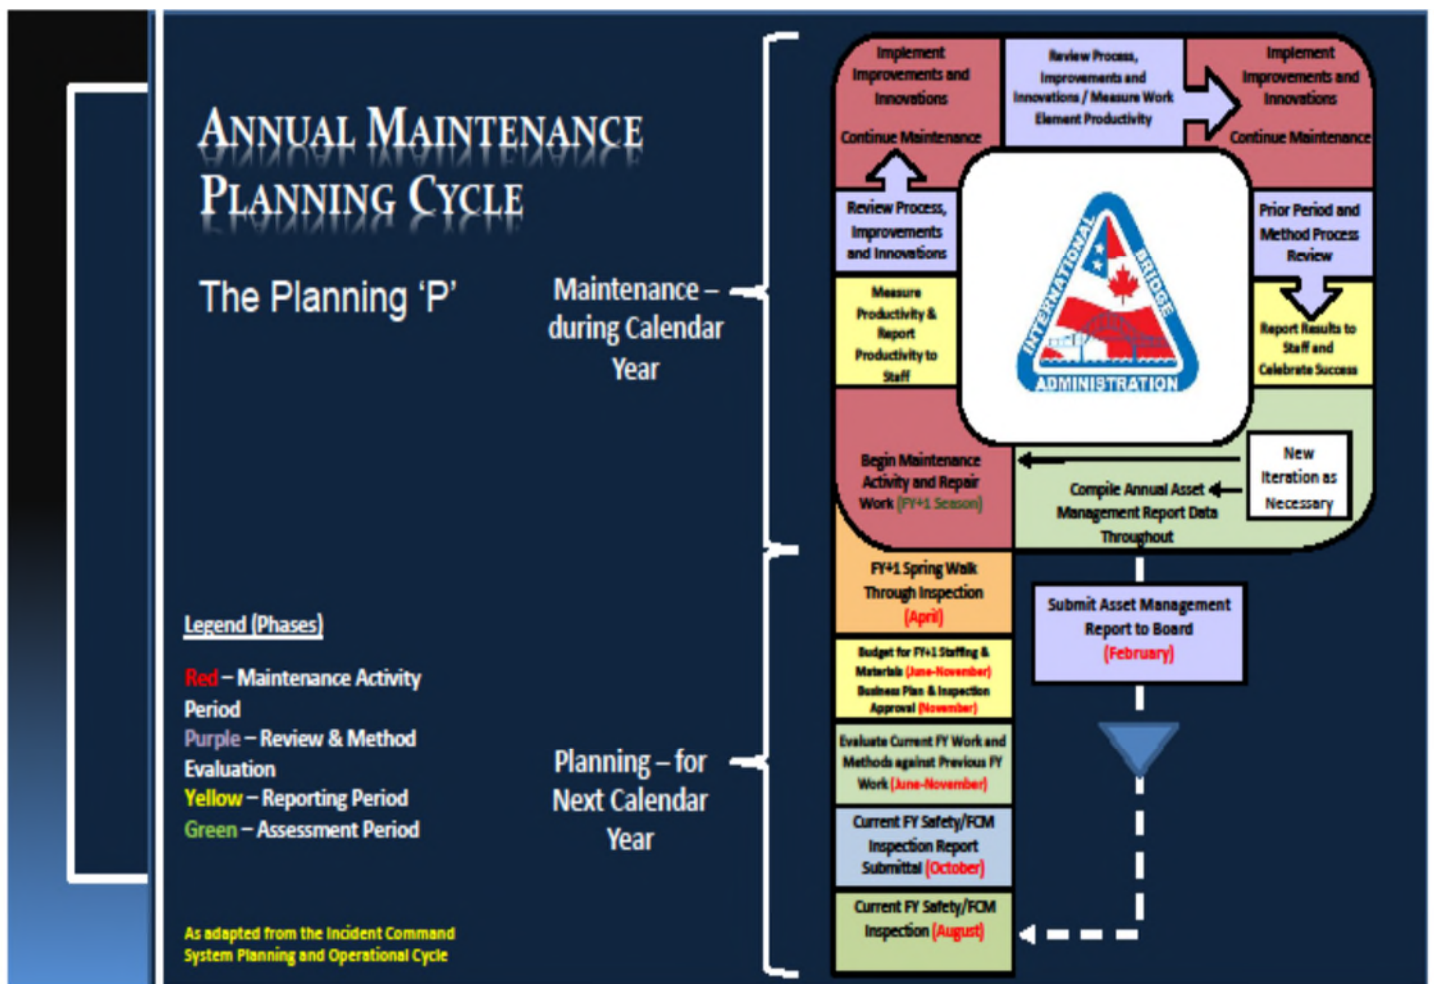 ANNUAL MAINTENANCE
PLANNING CYCLE
The Planning ‘P’
Maintenance –
during Calendar
Year
Planning – for
Next Calendar
Year
Legend (Phases)
Red – Maintenance Activity
Period
Purple – Review & Method
Evaluation
Yellow – Reporting Period
Green – Assessment Period
As adapted from the Incident Command
System Planning and Operational Cycle
Implement
Improvements and
Innovations
Continue Maintenance
Review Process,
Improvements and
Innovations / Measure Work
Element Productivity
Implement
Improvements and
Innovations
Continue Maintenance
Review Process,
Improvements
and Innovations
Prior Period and
Method Process
Review
Measure
Productivity &
Report
Productivity to
Staff
Report Results to
Staff and
Celebrate Success
INTERNATIONAL
BRIDGE
ADMINISTRATION
Begin Maintenance
Activity and Repair
Work (FY+1 Season)
Compile Annual Asset
Management Report Data
Throughout
New
Iteration as
Necessary
FY+1 Spring Walk
Through Inspection
(April)
Submit Asset Management
Report to Board
(February)
Budget for FY+1 Staffing &
Materials (June-November)
Business Plan & Inspection
Approval (November)
Evaluate Current FY Work and
Methods against Previous FY
Work (June-November)
Current FY Safety/FCM
Inspection Report
Submittal (October)
Current FY Safety/FCM
Inspection (August)